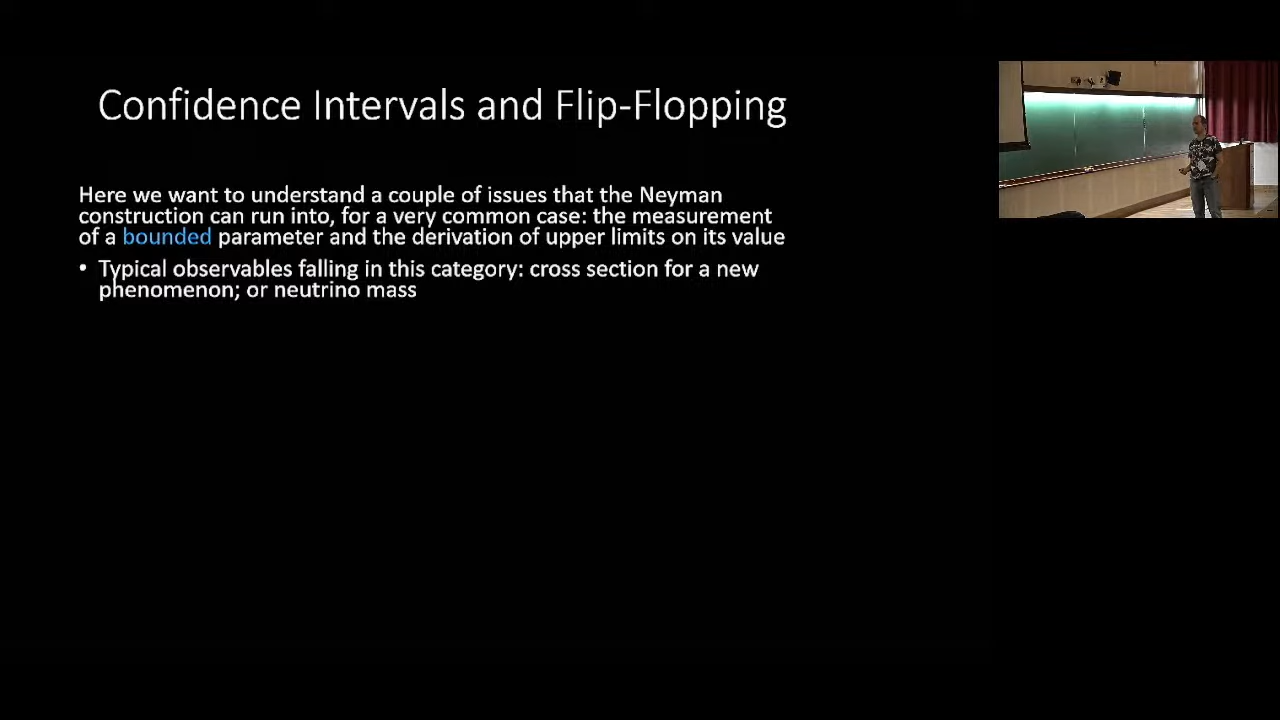 Confidence Intervals and Flip-Flopping
Here we want to understand a couple of issues that the Neyman
construction can run into, for a very common case: the measurement
of a bounded parameter and the derivation of upper limits on its value
• Typical observables falling in this category: cross section for a new
phenomenon; or neutrino mass